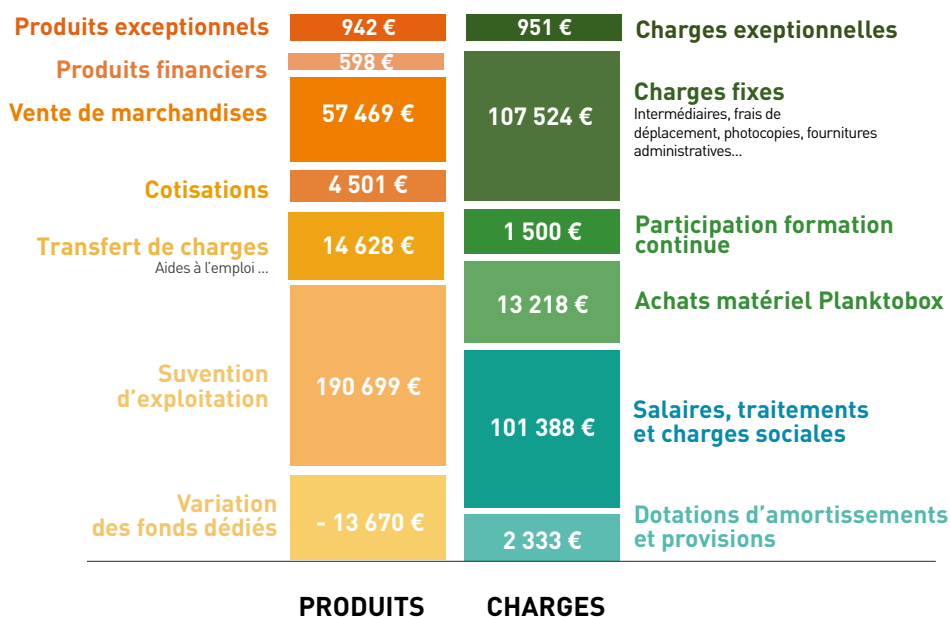 Produits exceptionnels
942 €
951 €
Charges exeptionnelles
Produits financiers
598 €
Vente de marchandises
57 469 €
107 524 €
Charges fixes
Intermédiaires, frais de
déplacement, photocopies, fournitures
administratives...
Cotisations
4 501 €
Transfert de charges
Aides à l'emploi ...
14 628 €
1 500 €
Participation formation
continue
13 218 €
Achats matériel Planktobox
Suvention
d'exploitation
190 699 €
101 388 €
Salaires, traitements
et charges sociales
Variation
des fonds dédiés
- 13 670 €
2 333 €
Dotations d'amortissements
et provisions
PRODUITS
CHARGES